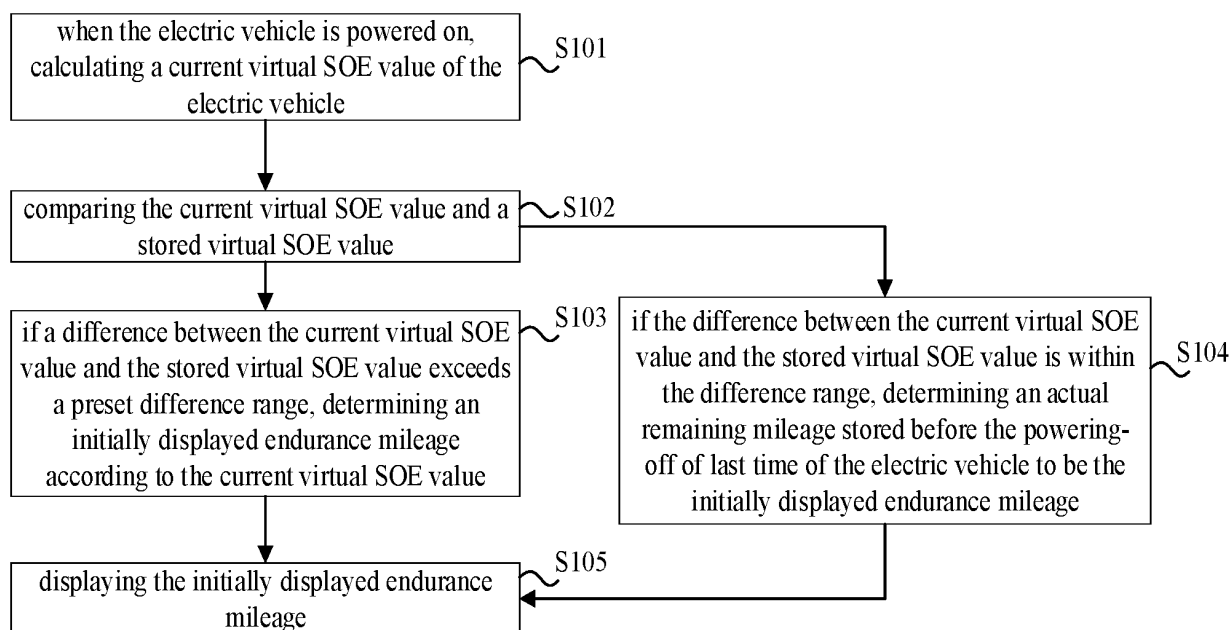 when the electric vehicle is powered on,
calculating a current virtual SOE value of the
electric vehicle
S101
comparing the current virtual SOE value and a
stored virtual SOE value
S102
if a difference between the current virtual SOE
value and the stored virtual SOE value exceeds
a preset difference range, determining an
initially displayed endurance mileage
according to the current virtual SOE value
S103
if the difference between the current virtual SOE
value and the stored virtual SOE value is within
the difference range, determining an actual
remaining mileage stored before the powering-
off of last time of the electric vehicle to be the
initially displayed endurance mileage
S104
displaying the initially displayed endurance
mileage
S105